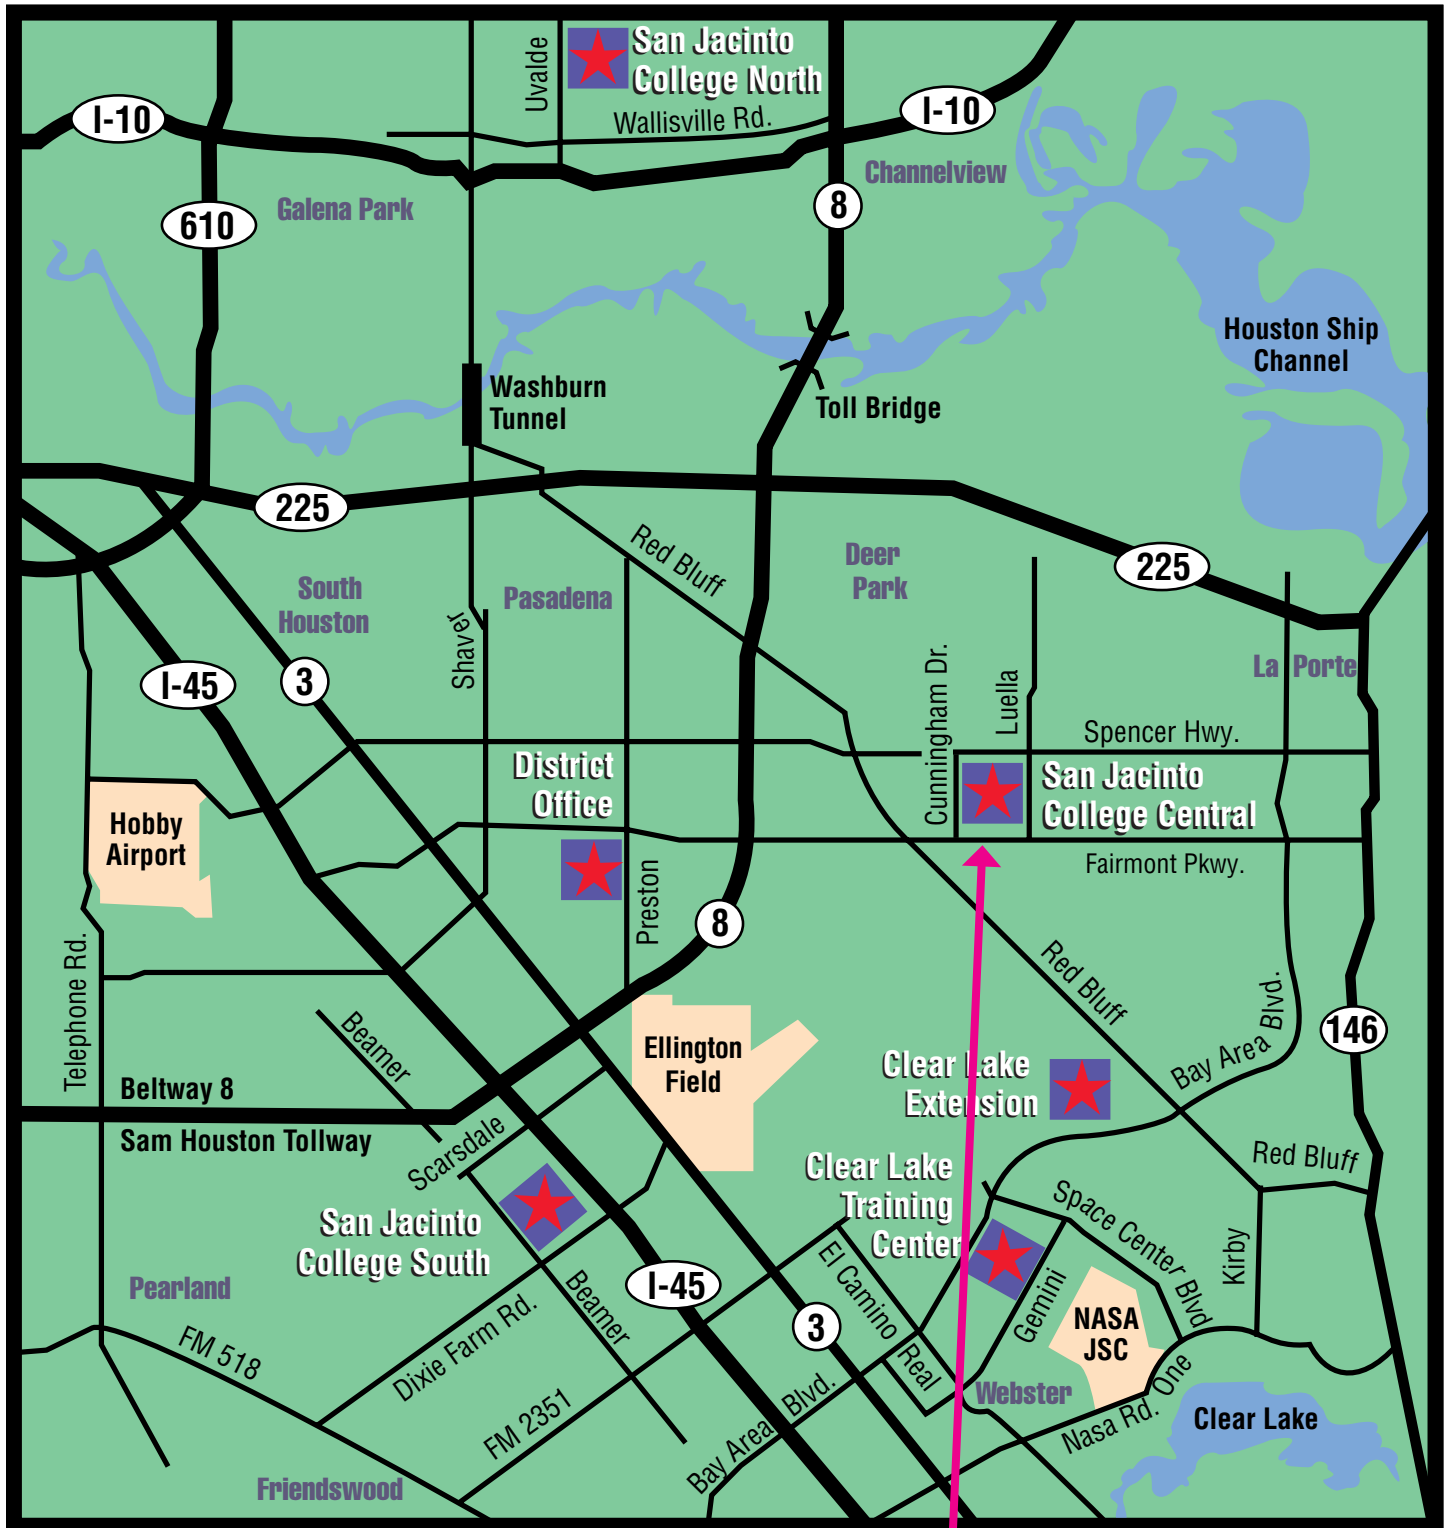 San Jacinto
College North
Uvalde
Wallisville Rd.
I-10
I-10
Channelview
8
Galena Park
610
Houston Ship
Channel
Washburn
Tunnel
Toll Bridge
225
Red Bluff
Deer
Park
225
South
Houston
Pasadena
Shaver
I-45
3
La Porte
Cunningham Dr.
Luella
Spencer Hwy.
District
Office
San Jacinto
College Central
Hobby
Airport
Fairmont Pkwy.
Preston
8
Telephone Rd.
Red Bluff
Bay Area Blvd.
146
Beamer
Ellington
Field
Clear Lake
Extension
Beltway 8
Sam Houston Tollway
Scarsdale
Red Bluff
Clear Lake
Training
Center
Space Center Blvd
San Jacinto
College South
Kirby
El Camino Real
Gemini
Pearland
I-45
Beamer
3
NASA
JSC
FM 518
Dixie Farm Rd.
Webster
Nasa Rd. One
Clear Lake
FM 2351
Bay Area Blvd.
Friendswood